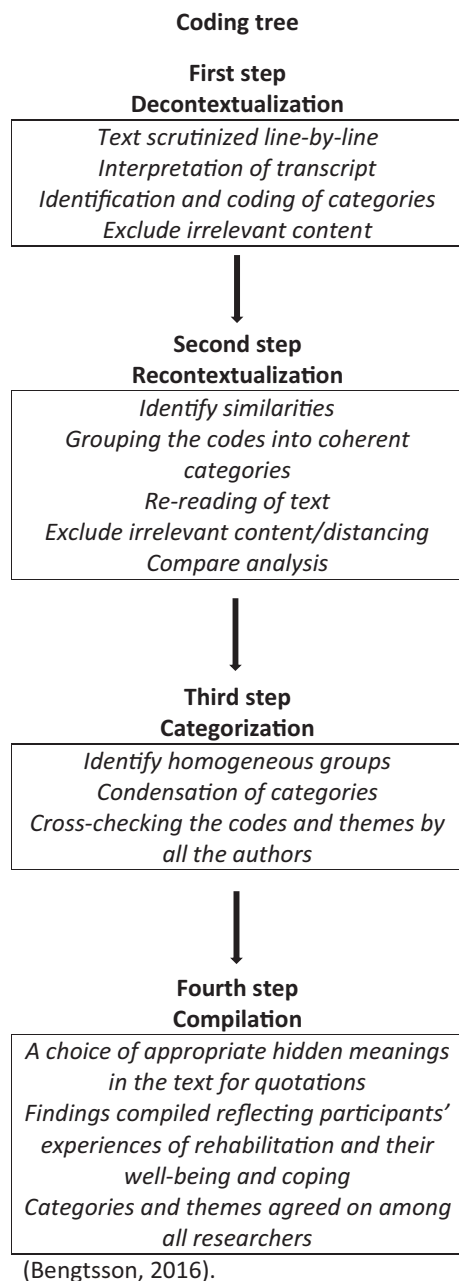 Coding tree
First step
Decontextualization
Text scrutinized line-by-line
Interpretation of transcript
Identification and coding of categories
Exclude irrelevant content
Second step
Recontextualization
Identify similarities
Grouping the codes into coherent
categories
Re-reading of text
Exclude irrelevant content/distancing
Compare analysis
Third step
Categorization
Identify homogeneous groups
Condensation of categories
Cross-checking the codes and themes by
all the authors
Fourth step
Compilation
A choice of appropriate hidden meanings
in the text for quotations
Findings compiled reflecting participants’
experiences of rehabilitation and their
well-being and coping
Categories and themes agreed on among
all researchers
(Bengtsson, 2016).